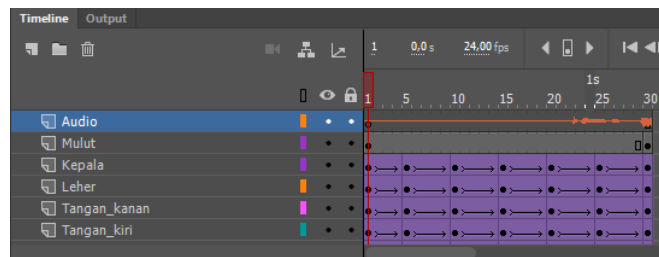 Timeline Output
1 0,0 s 24,00 fps
1s
1 5 10 15 20 25 30
Audio
Mulut
Kepala
Leher
Tangan_kanan
Tangan_kiri